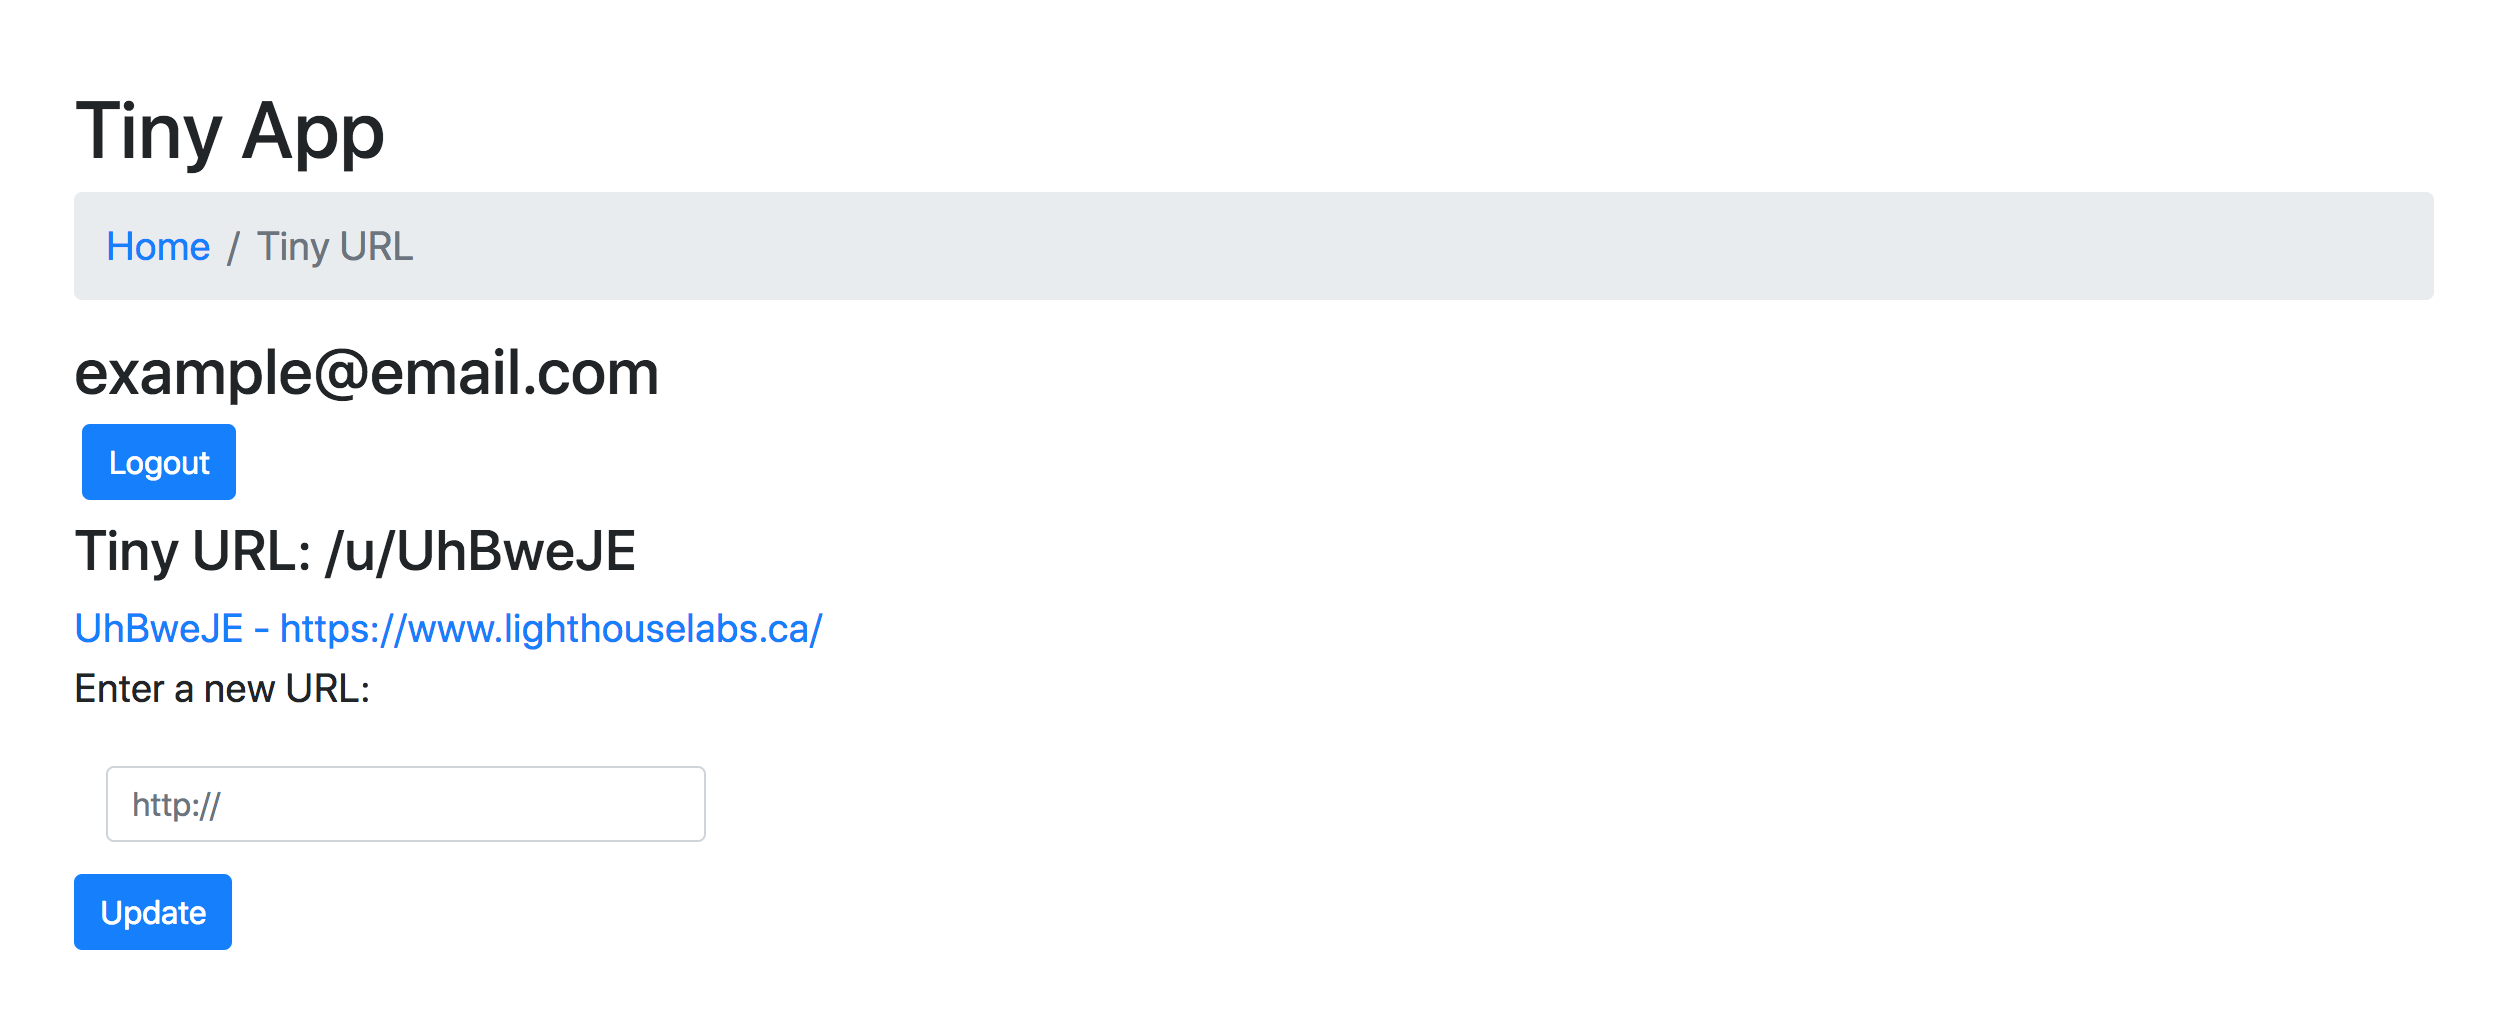 Tiny App
Home / Tiny URL
example@email.com
Logout
Tiny URL: /u/UhBweJE
UhBweJE - https://www.lighthouselabs.ca/
Enter a new URL:
http://
Update